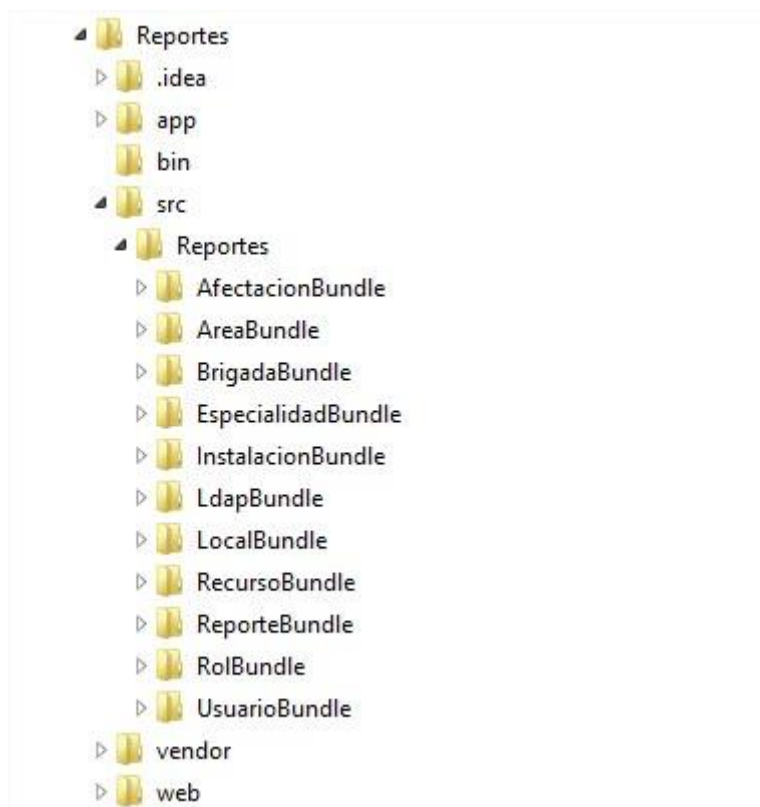 Reportes
.idea
app
bin
src
Reportes
AfectacionBundle
AreaBundle
BrigadaBundle
EspecialidadBundle
InstalacionBundle
LdapBundle
LocalBundle
RecursoBundle
ReporteBundle
RolBundle
UsuarioBundle
vendor
web